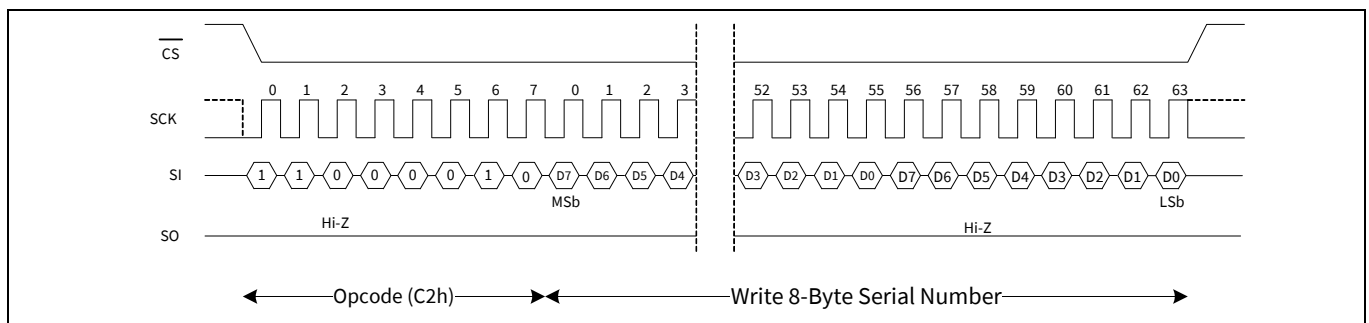 CS
0 1 2 3 4 5 6 7 0 1 2 3 52 53 54 55 56 57 58 59 60 61 62 63
SCK
SI 1 1 0 0 0 0 1 0 D7 D6 D5 D4 D3 D2 D1 D0 D7 D6 D5 D4 D3 D2 D1 D0
MSb LSb
Hi-Z Hi-Z
SO
Opcode (C2h) Write 8-Byte Serial Number